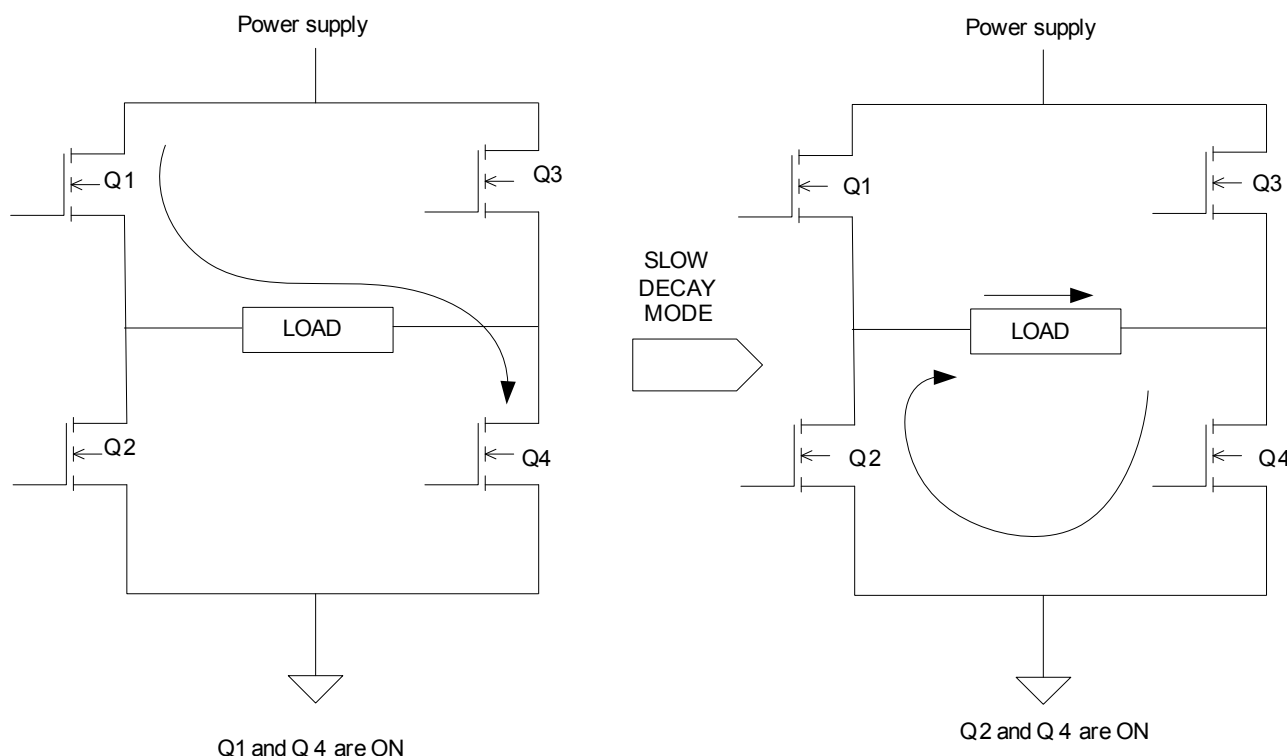 Power supply
Q1
Q3
LOAD
Q2
Q4
Q1 and Q 4 are ON
SLOW
DECAY
MODE
Power supply
Q1
Q3
LOAD
Q2
Q4
Q2 and Q 4 are ON